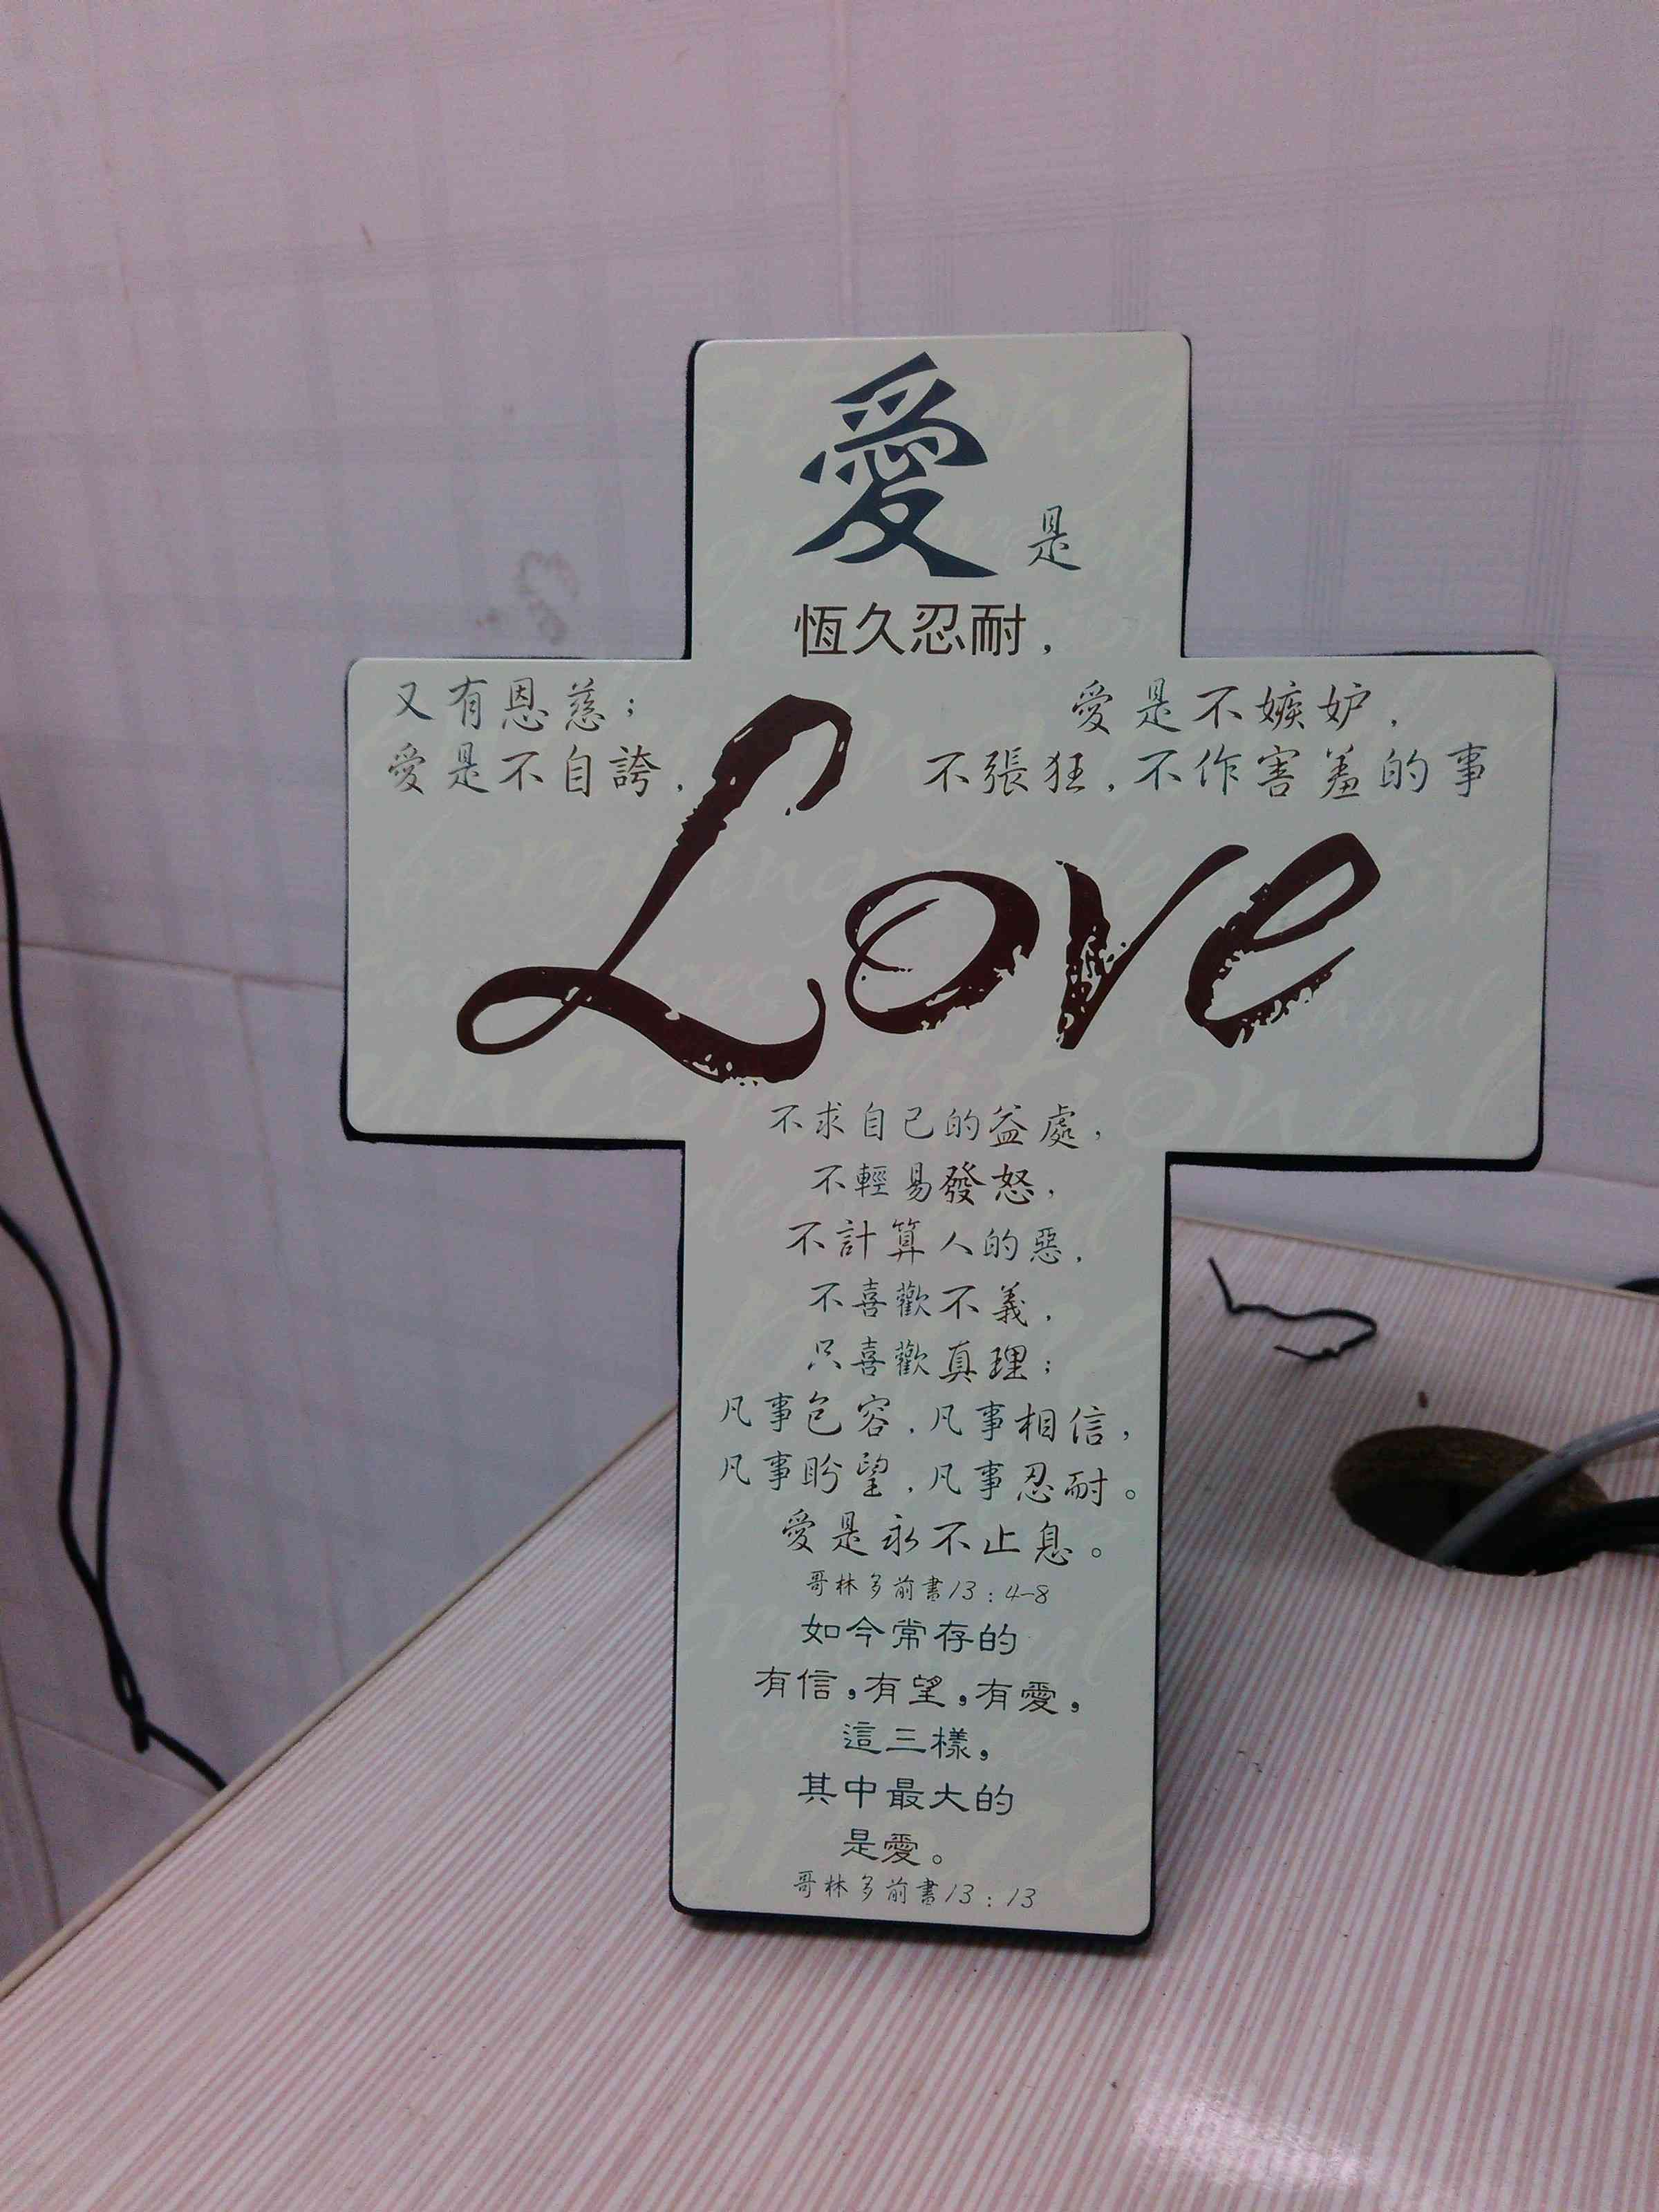 愛是
恆久忍耐,
又有恩慈; 愛是不嫉妒,
愛是不自誇, 不張狂,不作害羞的事
Love
不求自己的益處,
不輕易發怒,
不計算人的惡,
不喜歡不義,
只喜歡真理;
凡事包容,凡事相信,
凡事盼望,凡事忍耐。
愛是永不止息。
哥林多前書13:4-8
如今常存的
有信,有望,有愛,
這三樣,
其中最大的
是愛。
哥林多前書13:13